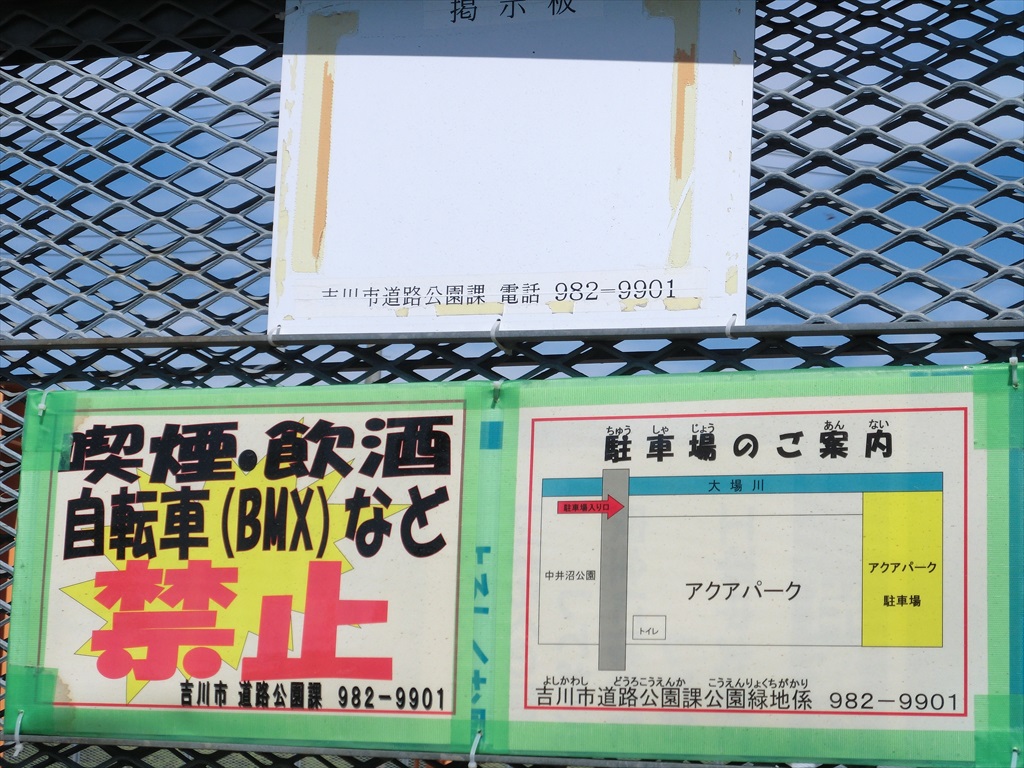 掲示板
吉川市道路公園課 電話 982-9901
喫煙・飲酒
自転車(BMX)など
禁止
吉川市 道路公園課 982-9901
ちゅう しゃ じょう あん ない
駐車場のご案内
大場川
駐車場入り口
中井沼公園
アクアパーク
トイレ
アクアパーク
駐車場
よしかわし どうろこうえんか こうえんりょくちがかり
吉川市道路公園課公園緑地係 982-9901